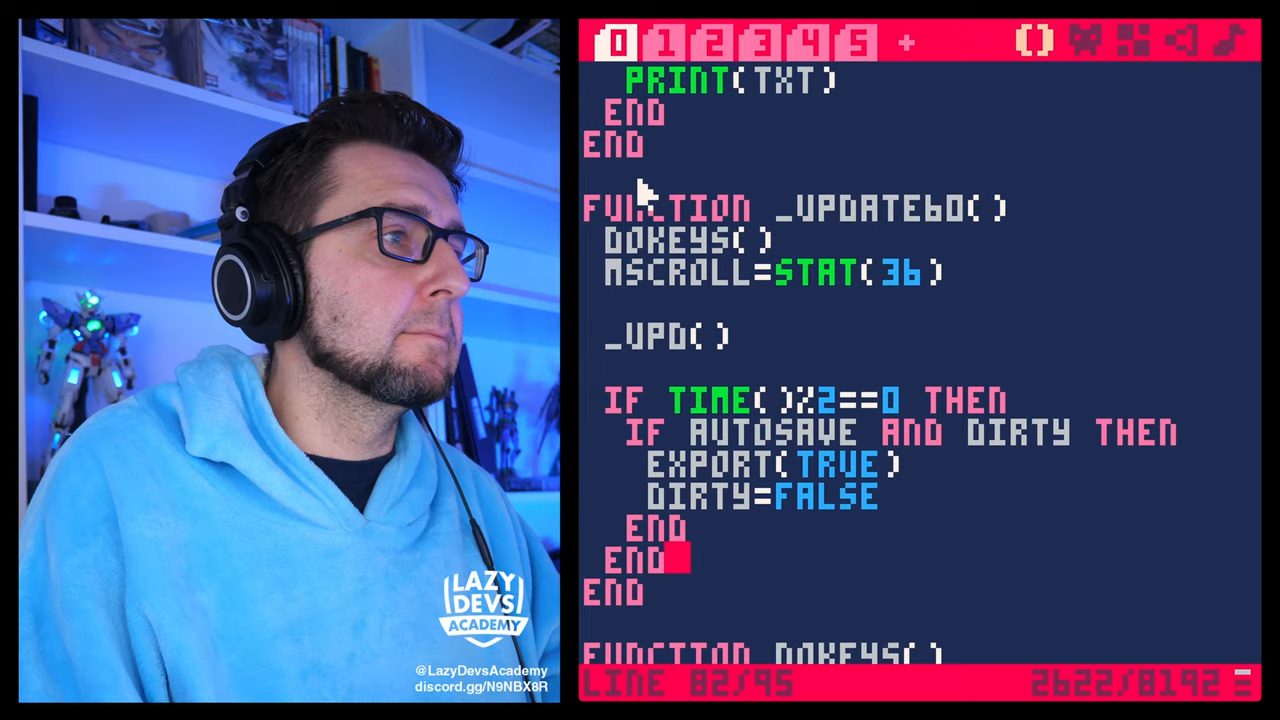 0 1 2 3 4 5 +
PRINT(TXT)
END
END
FUNCTION _UPDATE60()
DOKEYS()
MSCROLL=STAT(36)
_UPD()
IF TIME()%2==0 THEN
IF AUTOSAVE AND DIRTY THEN
EXPORT(TRUE)
DIRTY=FALSE
END
END
END
FUNCTION DOKEYS()
LINE 82/95 2622/8192
LAZY
DEVS
ACADEMY
@LazyDevsAcademy
discord.gg/N9NBX8R